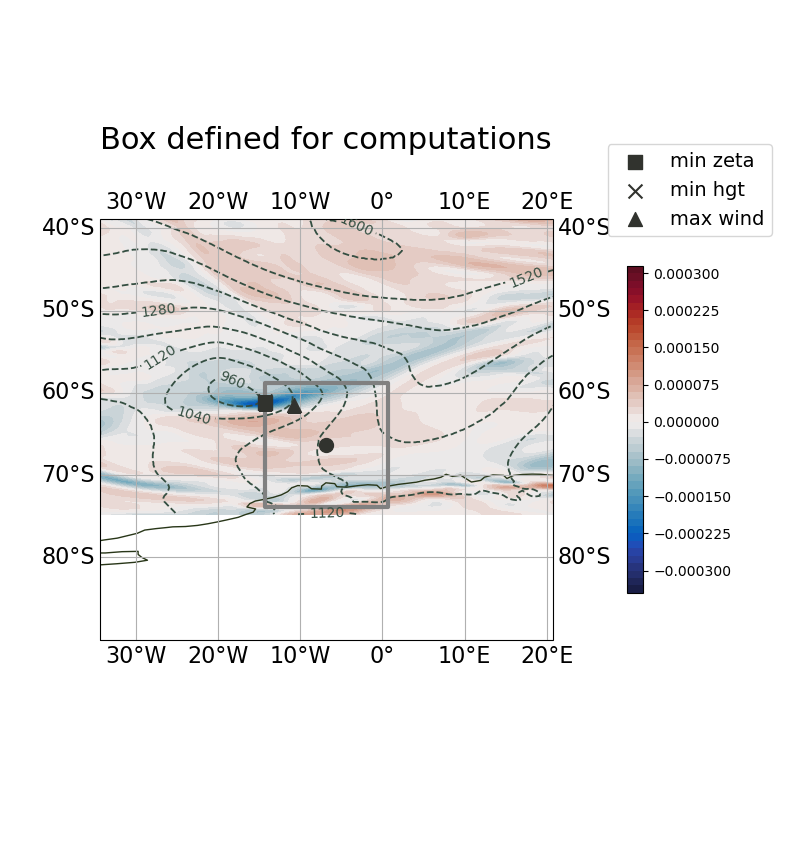 Box defined for computations
min zeta
min hgt
max wind
30°W 20°W 10°W 0° 10°E 20°E
40°S 40°S
50°S 50°S
60°S 60°S
70°S 70°S
80°S 80°S
30°W 20°W 10°W 0° 10°E 20°E
1600
1520
1280
1120
960
1040
1120
0.000300
0.000225
0.000150
0.000075
0.000000
−0.000075
−0.000150
−0.000225
−0.000300